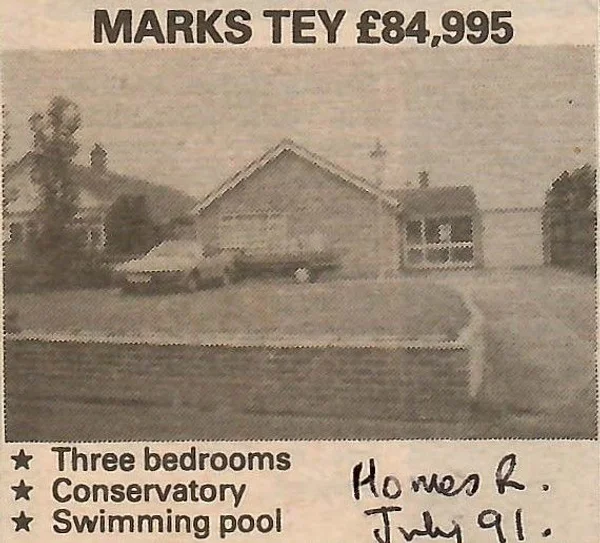 MARKS TEY £84,995
★ Three bedrooms
★ Conservatory
★ Swimming pool
Homes R.
July 91.